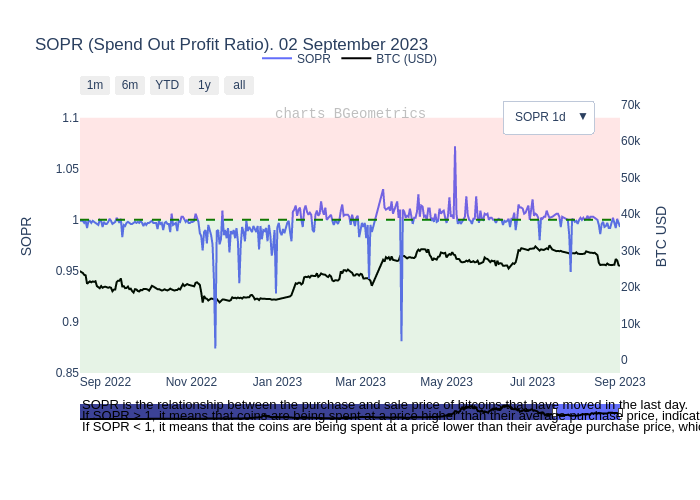 SOPR (Spend Out Profit Ratio). 02 September 2023
SOPR BTC (USD)
1m 6m YTD 1y all
charts BGeometrics
SOPR 1d ▼
1.1
1.05
1
0.95
0.9
0.85
SOPR
70k
60k
50k
40k
30k
20k
10k
0
BTC USD
Sep 2022 Nov 2022 Jan 2023 Mar 2023 May 2023 Jul 2023 Sep 2023
SOPR is the relationship between the purchase and sale price of bitcoins that have moved in the last day.
If SOPR > 1, it means that coins are being spent at a price higher than their average purchase price, indicat
If SOPR < 1, it means that the coins are being spent at a price lower than their average purchase price, whi